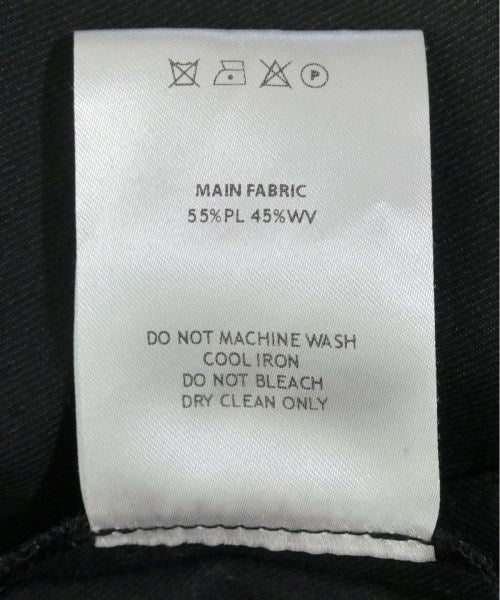 P
MAIN FABRIC
55%PL 45%WV
DO NOT MACHINE WASH
COOL IRON
DO NOT BLEACH
DRY CLEAN ONLY